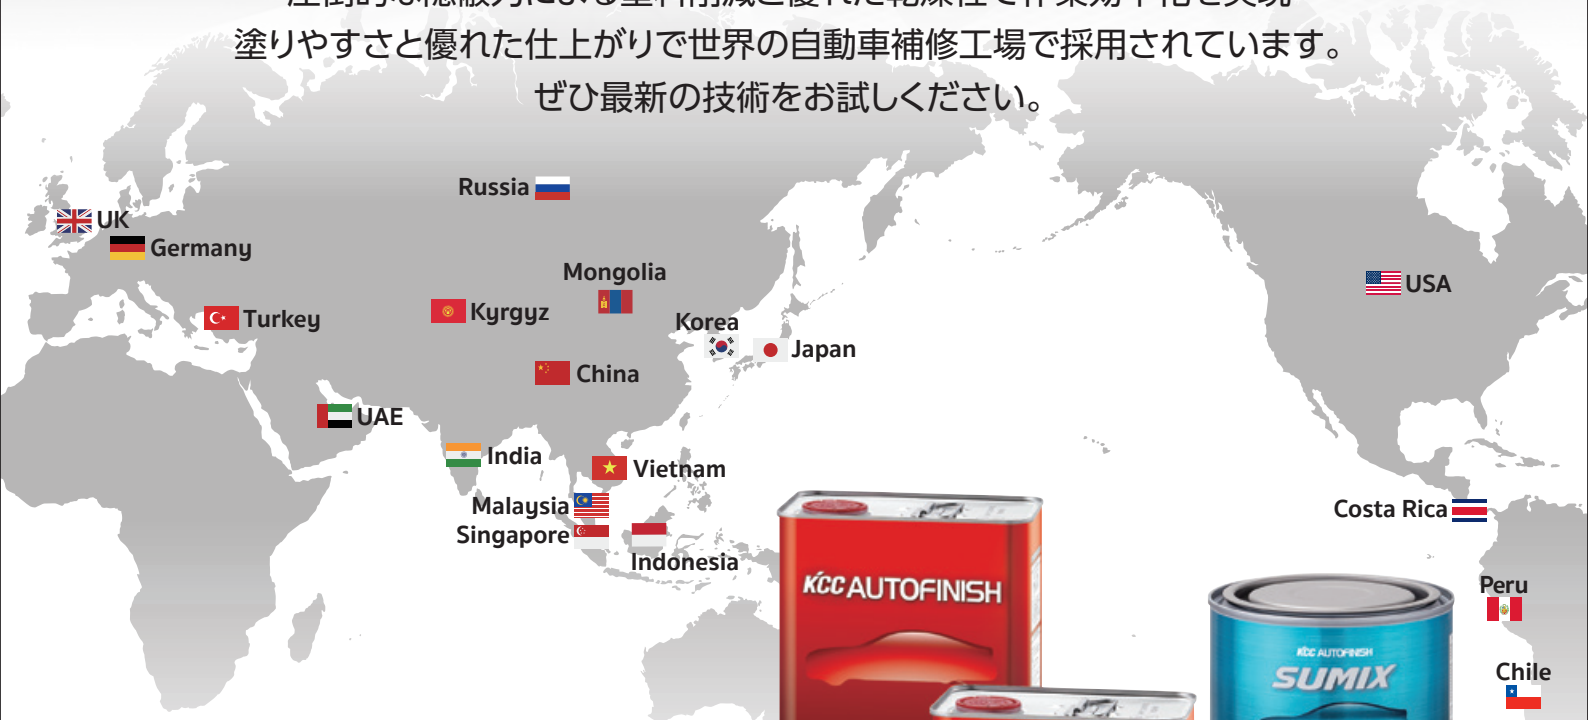 塗りやすさと優れた仕上がりで世界の自動車補修工場で採用されています。
ぜひ最新の技術をお試しください。
Russia
UK
Germany
Mongolia
USA
Kyrgyz
Turkey
Korea
Japan
China
UAE
India
Vietnam
Malaysia
Costa Rica
Singapore
Indonesia
KCC AUTOFINISH
Peru
KCC AUTOFINISH
SUMIX
Chile